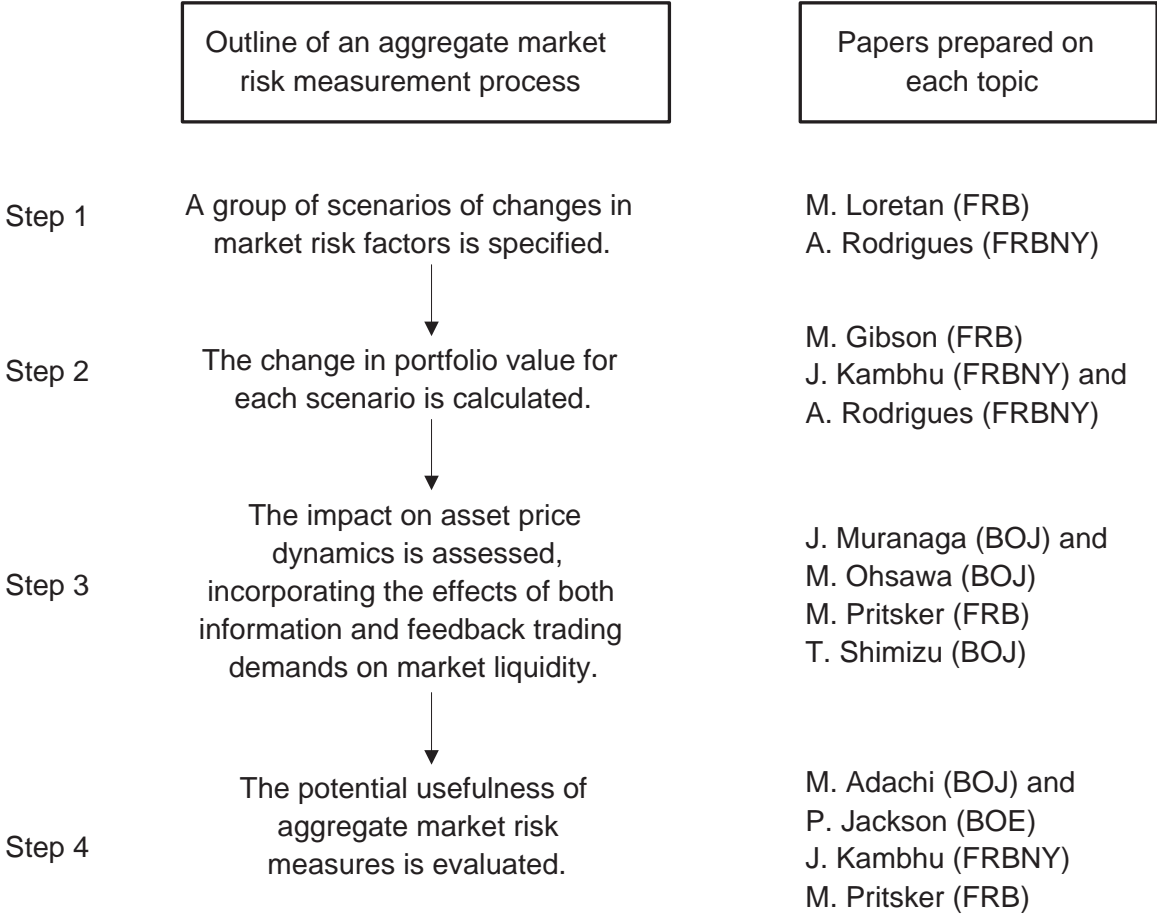 Outline of an aggregate market
risk measurement process
Papers prepared on
each topic
Step 1
A group of scenarios of changes in
market risk factors is specified.
M. Loretan (FRB)
A. Rodrigues (FRBNY)
Step 2
The change in portfolio value for
each scenario is calculated.
M. Gibson (FRB)
J. Kambhu (FRBNY) and
A. Rodrigues (FRBNY)
Step 3
The impact on asset price
dynamics is assessed,
incorporating the effects of both
information and feedback trading
demands on market liquidity.
J. Muranaga (BOJ) and
M. Ohsawa (BOJ)
M. Pritsker (FRB)
T. Shimizu (BOJ)
Step 4
The potential usefulness of
aggregate market risk
measures is evaluated.
M. Adachi (BOJ) and
P. Jackson (BOE)
J. Kambhu (FRBNY)
M. Pritsker (FRB)